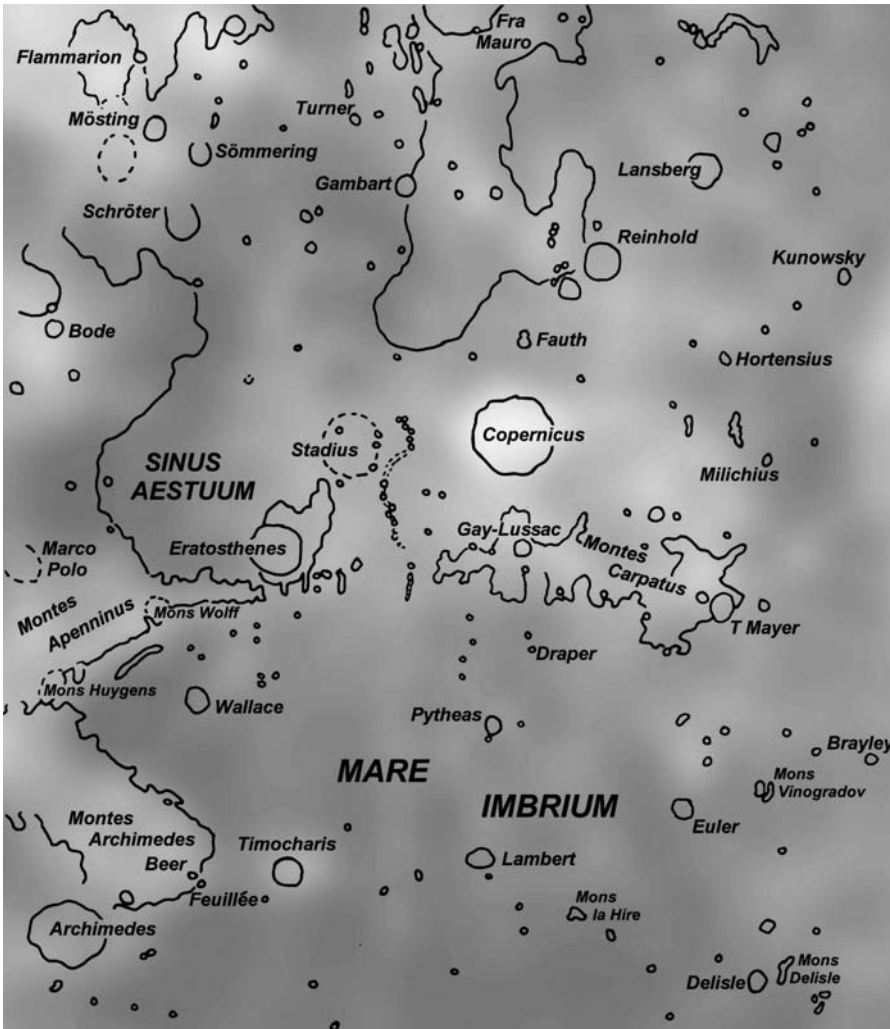 Fra
Mauro
Flammarion
Turner
Mösting
Sömmering
Lansberg
Gambart
Schröter
Reinhold
Kunowsky
Bode
Fauth
Hortensius
Stadius
Copernicus
SINUS
AESTUUM
Milichius
Gay-Lussac
Eratosthenes
Montes
Carpatus
Marco
Polo
Montes
Apenninus
Mons Wolff
T Mayer
Draper
Mons Huygens
Wallace
Pytheas
Brayley
MARE
IMBRIUM
Mons
Vinogradov
Euler
Montes
Archimedes
Beer
Timocharis
Lambert
Feuillée
Mons
la Hire
Archimedes
Delisle
Mons
Delisle